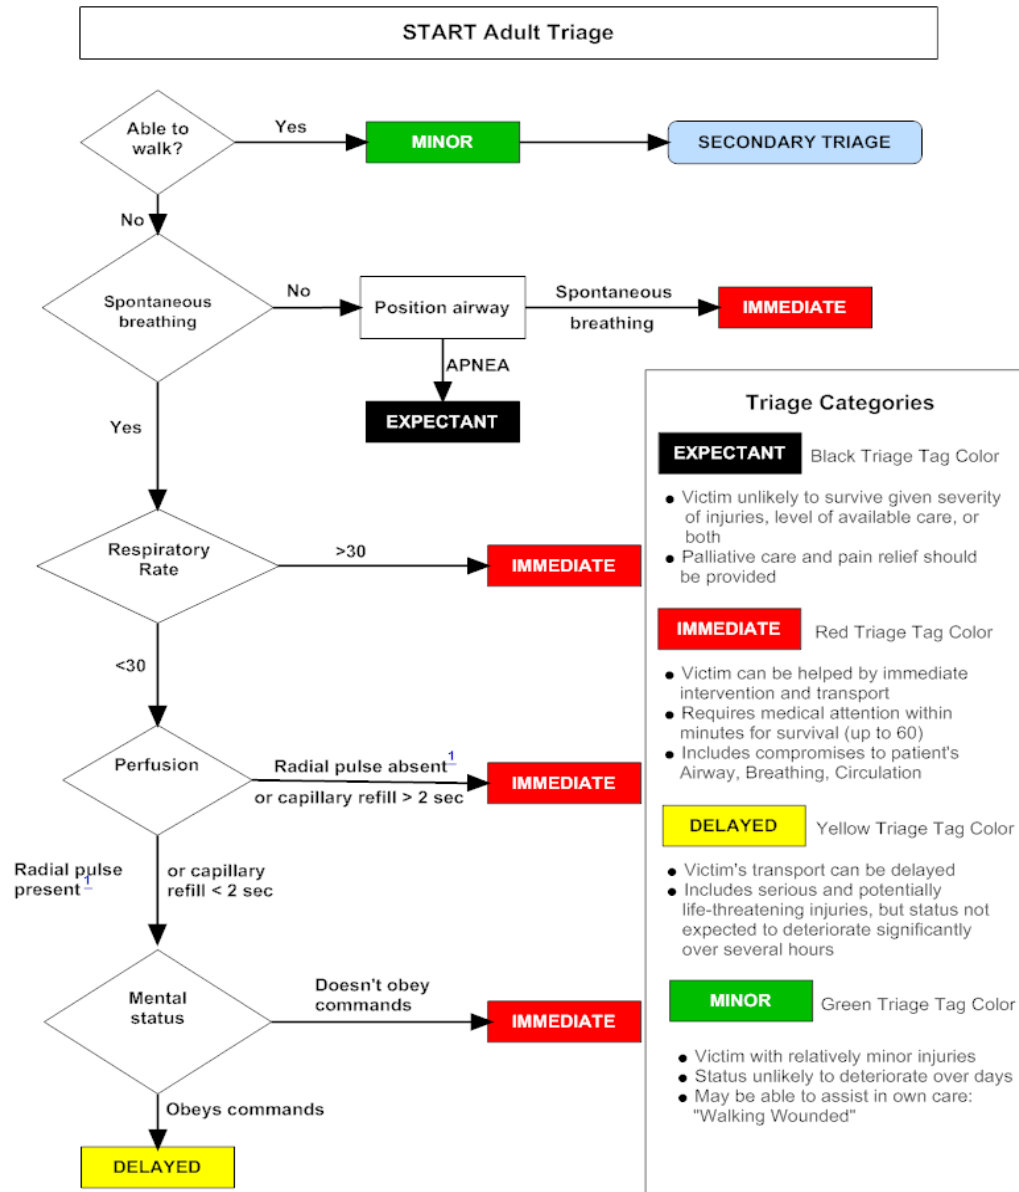 START Adult Triage
Able to
walk?
Yes
MINOR
SECONDARY TRIAGE
No
Spontaneous
breathing
No
Position airway
Spontaneous
breathing
IMMEDIATE
APNEA
EXPECTANT
Yes
Respiratory
Rate
>30
IMMEDIATE
<30
Perfusion
Radial pulse absent 1
or capillary refill > 2 sec
IMMEDIATE
Radial pulse
present 1
or capillary
refill < 2 sec
Mental
status
Doesn't obey
commands
IMMEDIATE
Obeys commands
DELAYED
Triage Categories
EXPECTANT Black Triage Tag Color
● Victim unlikely to survive given severity
of injuries, level of available care, or
both
● Palliative care and pain relief should
be provided
IMMEDIATE Red Triage Tag Color
● Victim can be helped by immediate
intervention and transport
● Requires medical attention within
minutes for survival (up to 60)
● Includes compromises to patient's
Airway, Breathing, Circulation
DELAYED Yellow Triage Tag Color
● Victim's transport can be delayed
● Includes serious and potentially
life-threatening injuries, but status not
expected to deteriorate significantly
over several hours
MINOR Green Triage Tag Color
● Victim with relatively minor injuries
● Status unlikely to deteriorate over days
● May be able to assist in own care:
"Walking Wounded"